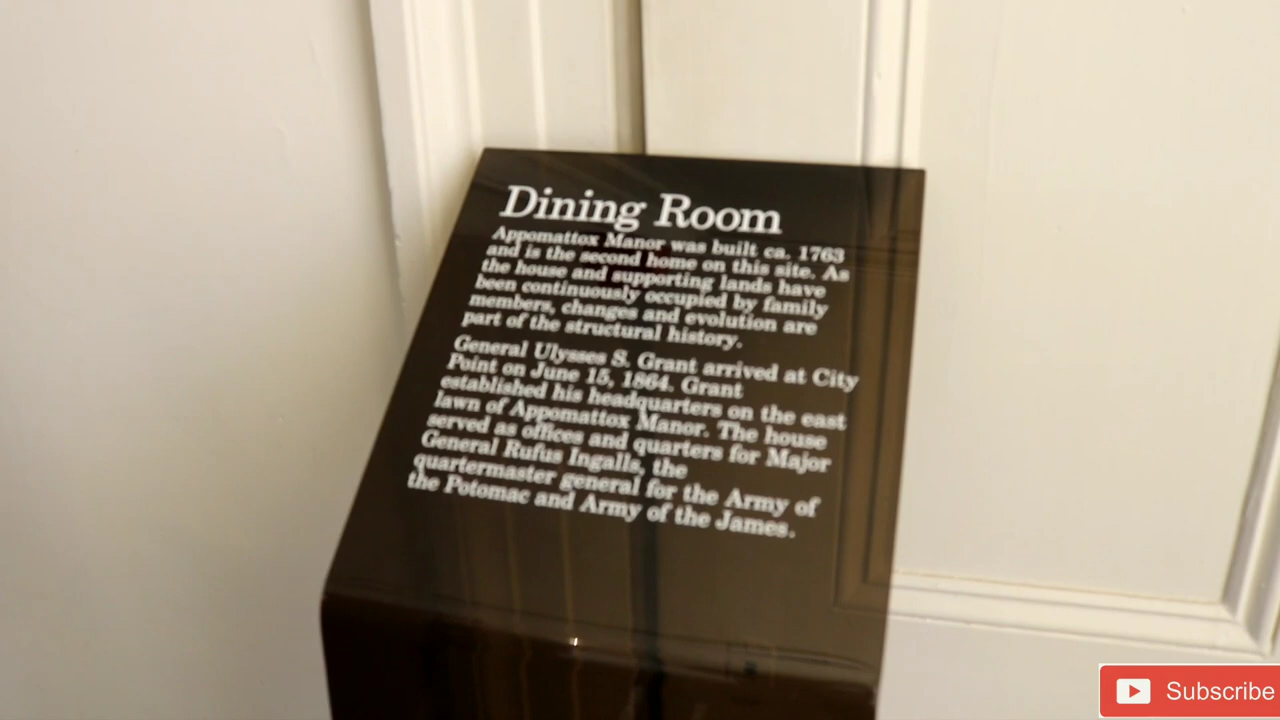 Dining Room
Appomattox Manor was built ca. 1763
and is the second home on this site. As
the house and supporting lands have
been continuously occupied by family
members, changes and evolution are
part of the structural history.
General Ulysses S. Grant arrived at City
Point on June 15, 1864. Grant
established his headquarters on the east
lawn of Appomattox Manor. The house
served as offices and quarters for Major
General Rufus Ingalls, the
quartermaster general for the Army of
the Potomac and Army of the James.
Subscribe